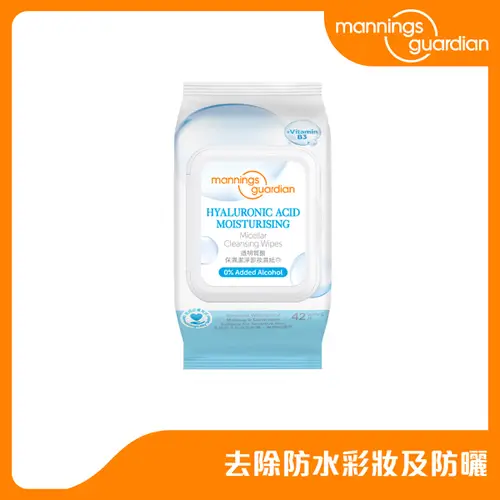 mannings
guardian
+Vitamin
B3
mannings
guardian
HYALURONIC ACID
MOISTURISING
Micellar
Cleansing Wipes
透明質酸
保濕潔淨卸妝濕紙巾
0% Added Alcohol
42
去除防水彩妝及防曬